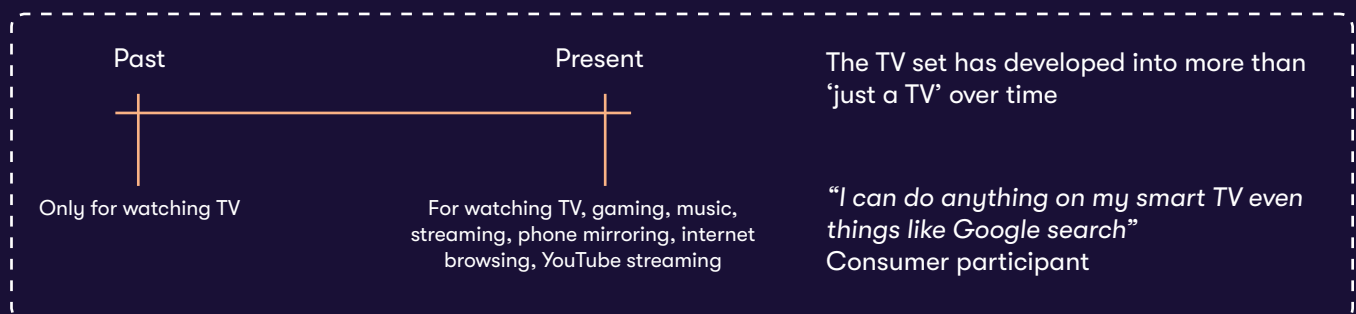 Past
Present
Only for watching TV
For watching TV, gaming, music,
streaming, phone mirroring, internet
browsing, YouTube streaming
The TV set has developed into more than
‘just a TV’ over time
“I can do anything on my smart TV even
things like Google search”
Consumer participant